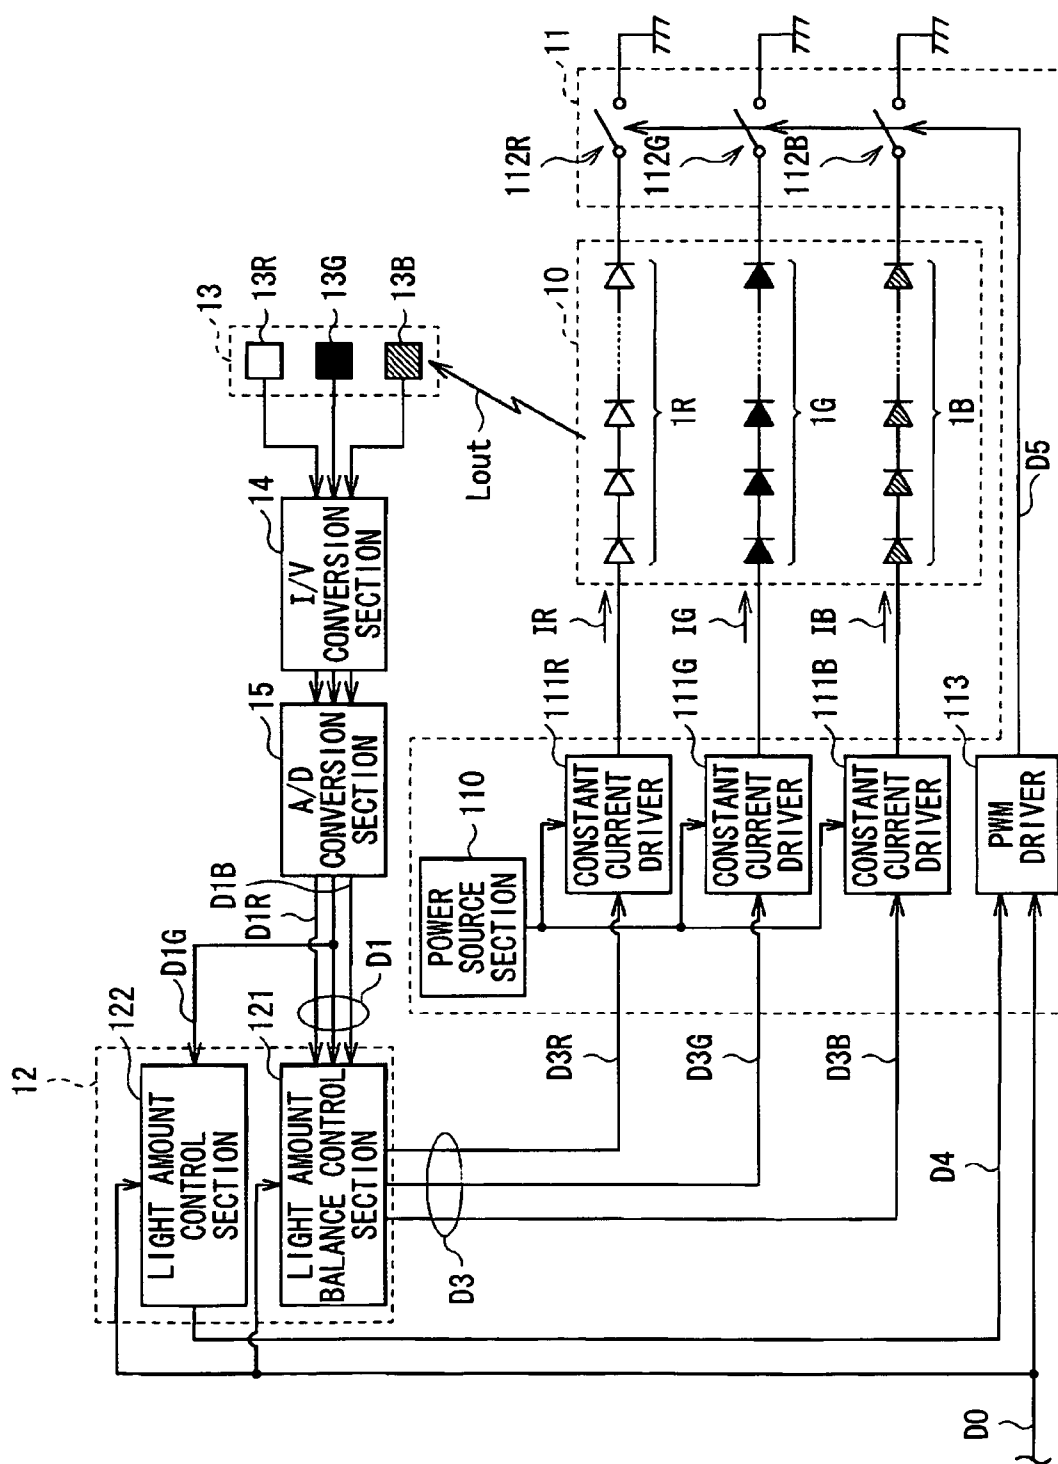 12
122
LIGHT AMOUNT
CONTROL
SECTION
121
LIGHT AMOUNT
BALANCE CONTROL
SECTION
D1G
D1R
D1B
D1
15
A/D
CONVERSION
SECTION
14
I/V
CONVERSION
SECTION
13
13R
13G
13B
Lout
D3
D3R
D3G
D3B
D4
D0
110
POWER
SOURCE
SECTION
111R
CONSTANT
CURRENT
DRIVER
111G
CONSTANT
CURRENT
DRIVER
111B
CONSTANT
CURRENT
DRIVER
113
PWM
DRIVER
IR
IG
IB
10
1R
1G
1B
D5
11
112R
112G
112B